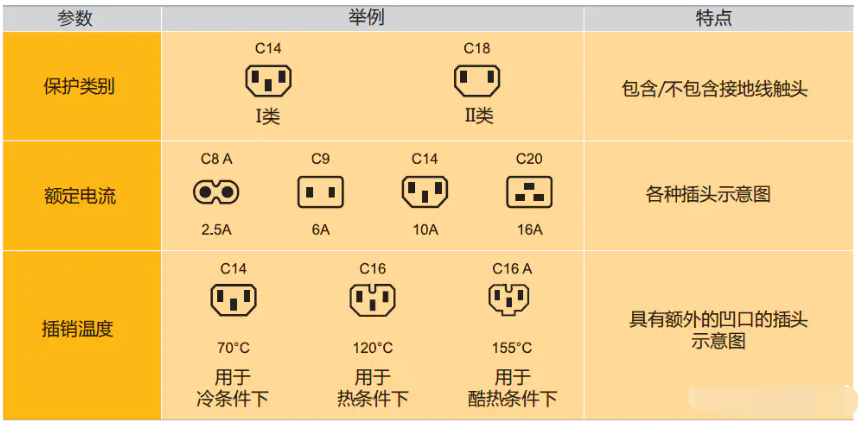 参数 举例 特点
C14 C18
保护类别 包含/不包含接地线触头
I类 II类
C8 A C9 C14 C20
额定电流 各种插头示意图
2.5A 6A 10A 16A
C14 C16 C16 A
插销温度 具有额外的凹口的插头
示意图
70°C 120°C 155°C
用于 用于 用于
冷条件下 热条件下 酷热条件下